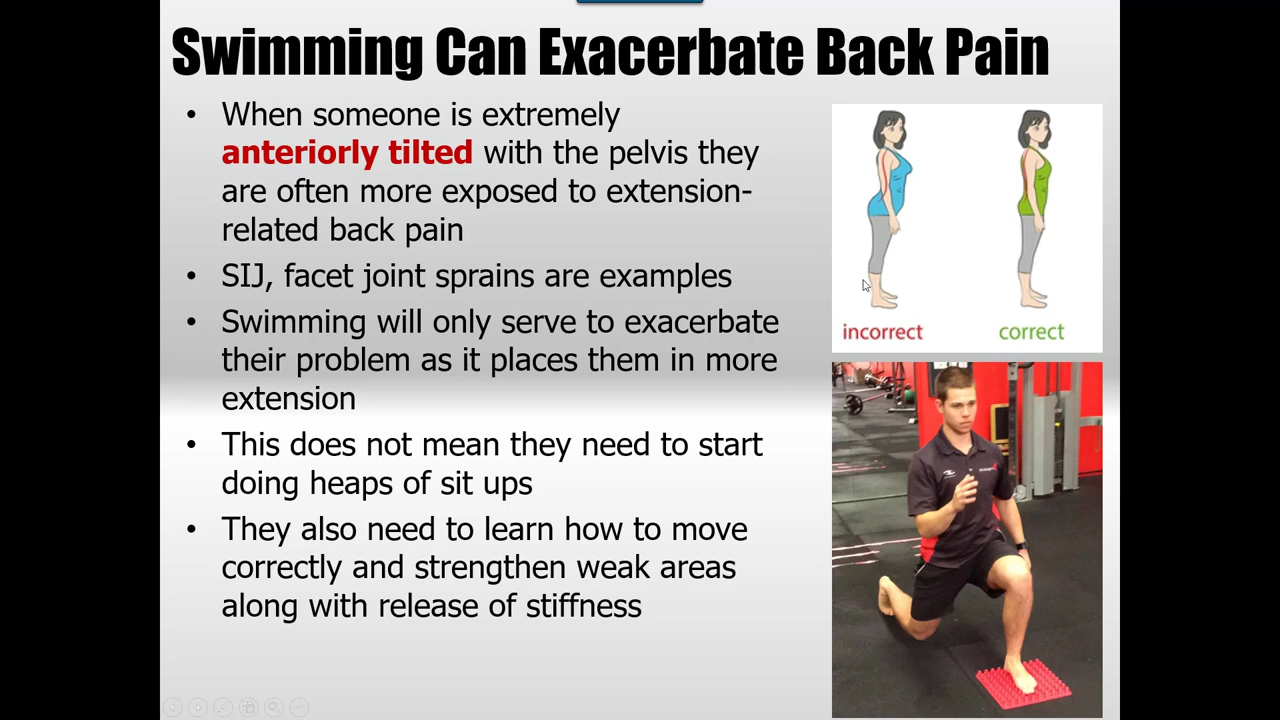 Swimming Can Exacerbate Back Pain
• When someone is extremely
anteriorly tilted with the pelvis they
are often more exposed to extension-
related back pain
• SIJ, facet joint sprains are examples
• Swimming will only serve to exacerbate
their problem as it places them in more
extension
• This does not mean they need to start
doing heaps of sit ups
• They also need to learn how to move
correctly and strengthen weak areas
along with release of stiffness
incorrect
correct